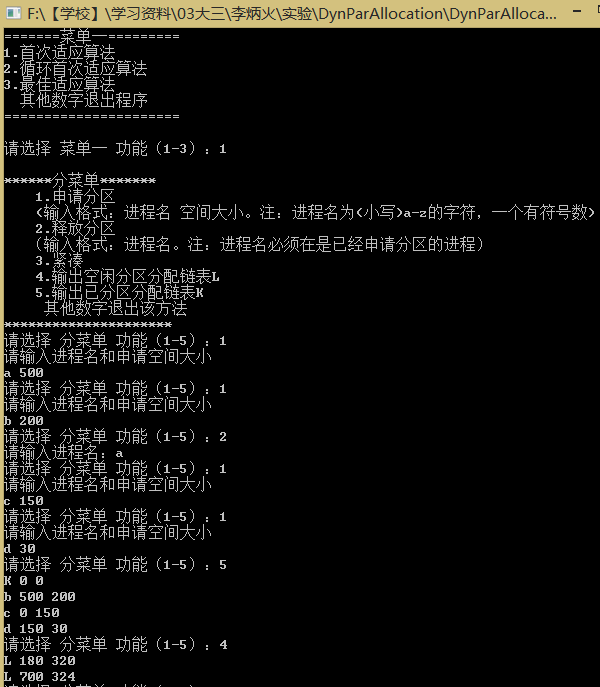 F:\【学校】\学习资料\03大三\李炳火\实验\DynParAllocation\DynParAlloca...
=======菜单一=========
1.首次适应算法
2.循环首次适应算法
3.最佳适应算法
其他数字退出程序
======================
请选择 菜单一 功能（1-3）：1
******分菜单*******
1.申请分区
(输入格式：进程名 空间大小。注：进程名为(小写)a-z的字符，一个有符号数)
2.释放分区
(输入格式：进程名。注：进程名必须在是已经申请分区的进程)
3.紧凑
4.输出空闲分区分配链表L
5.输出已分区分配链表K
其他数字退出该方法
*********************
请选择 分菜单 功能（1-5）：1
请输入进程名和申请空间大小
a 500
请选择 分菜单 功能（1-5）：1
请输入进程名和申请空间大小
b 200
请选择 分菜单 功能（1-5）：2
请输入进程名：a
请选择 分菜单 功能（1-5）：1
请输入进程名和申请空间大小
c 150
请选择 分菜单 功能（1-5）：1
请输入进程名和申请空间大小
d 30
请选择 分菜单 功能（1-5）：5
K 0 0
b 500 200
c 0 150
d 150 30
请选择 分菜单 功能（1-5）：4
L 180 320
L 700 324